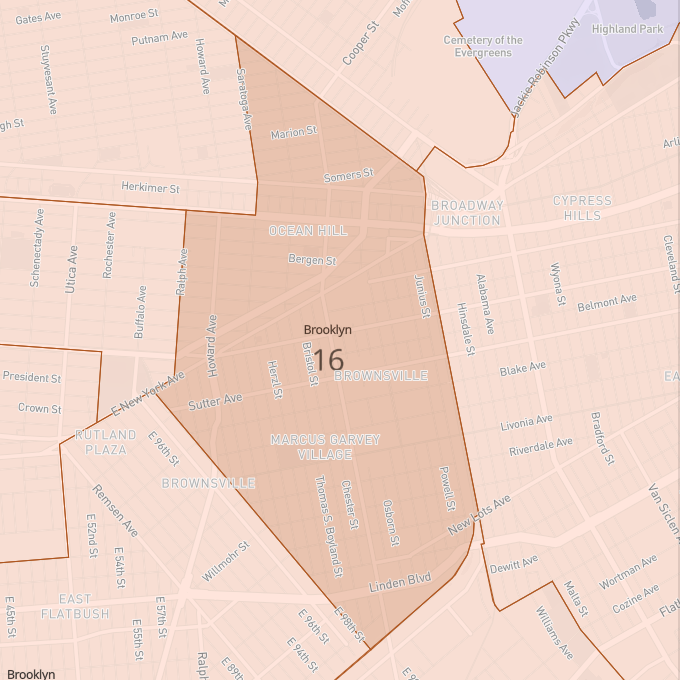 Gates Ave
Monroe St
Putnam Ave
Stuyvesant Ave
Howard Ave
Saratoga Ave
Cooper St
Cemetery of the
Evergreens
Jackie Robinson Pkwy
Highland Park
Marion St
Somers St
Herkimer St
BROADWAY
JUNCTION
CYPRESS
HILLS
Schenectady Ave
Utica Ave
Rochester Ave
Buffalo Ave
Ralph Ave
OCEAN HILL
Bergen St
Junius St
Hinsdale St
Alabama Ave
Wyona St
Belmont Ave
Cleveland St
Howard Ave
Brooklyn
16
Bristol St
Herzl St
BROWNSVILLE
Blake Ave
President St
Crown St
E New York Ave
Sutter Ave
RUTLAND
PLAZA
E 96th St
MARCUS GARVEY
VILLAGE
BROWNSVILLE
Livonia Ave
Riverdale Ave
Bradford St
Remsen Ave
E 52nd St
E 54th St
Willmohr St
Thomas S. Boyland St
Chester St
Osborn St
Powell St
New Lots Ave
Linden Blvd
Dewitt Ave
Wortman Ave
Cozine Ave
Malta St
Williams Ave
EAST
FLATBUSH
E 45th St
E 55th St
E 57th St
E 98th St
E 96th St
E 94th St
Brooklyn